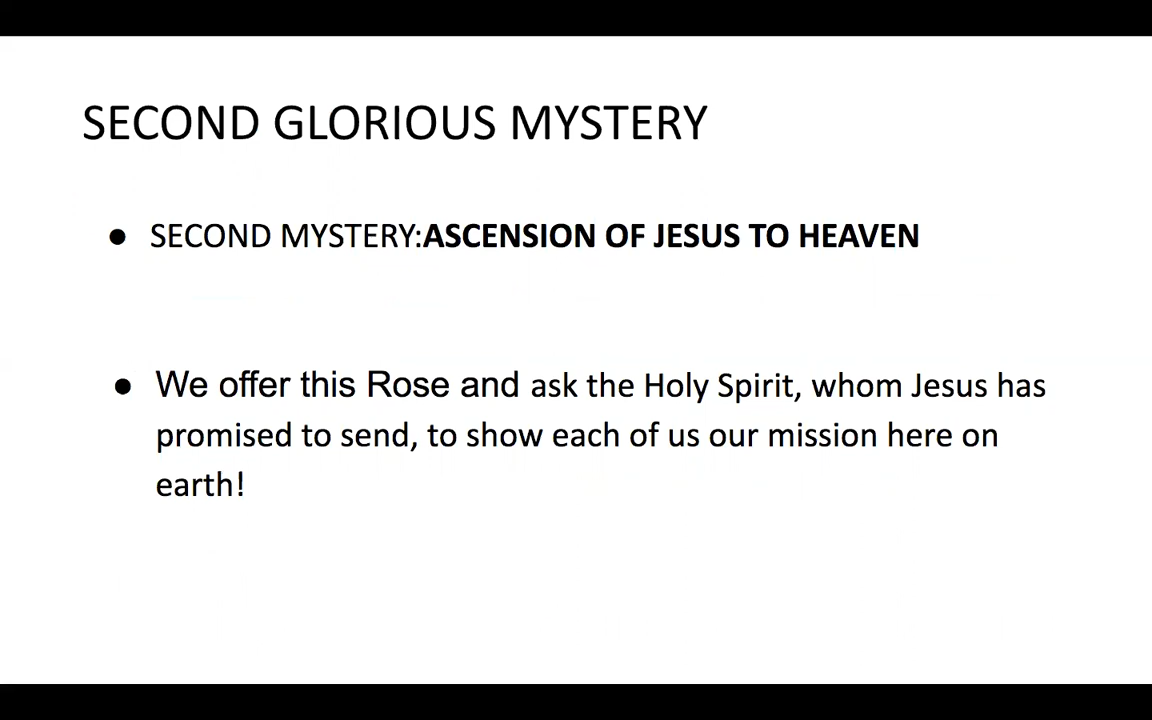 SECOND GLORIOUS MYSTERY
● SECOND MYSTERY:ASCENSION OF JESUS TO HEAVEN
● We offer this Rose and ask the Holy Spirit, whom Jesus has
promised to send, to show each of us our mission here on
earth!